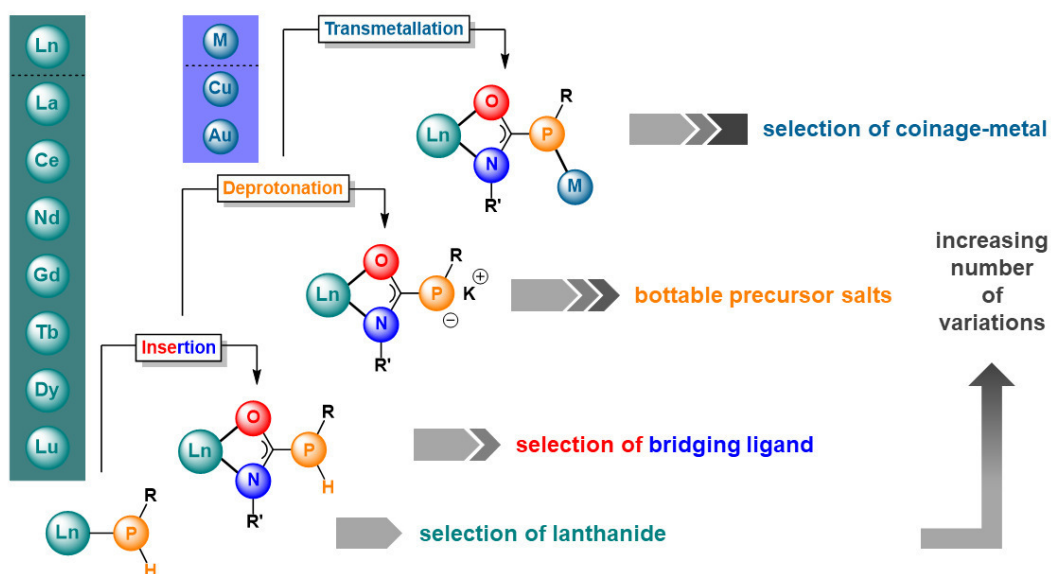 Ln
La
Ce
Nd
Gd
Tb
Dy
Lu
M
Cu
Au
Transmetallation
O
R
Ln
P
N
M
R'
selection of coinage-metal
Deprotonation
O
R
Ln
P
K
⊕
N
⊖
R'
bottable precursor salts
increasing
number
of
variations
Insertion
O
R
Ln
P
N
H
R'
selection of bridging ligand
R
Ln
P
H
selection of lanthanide